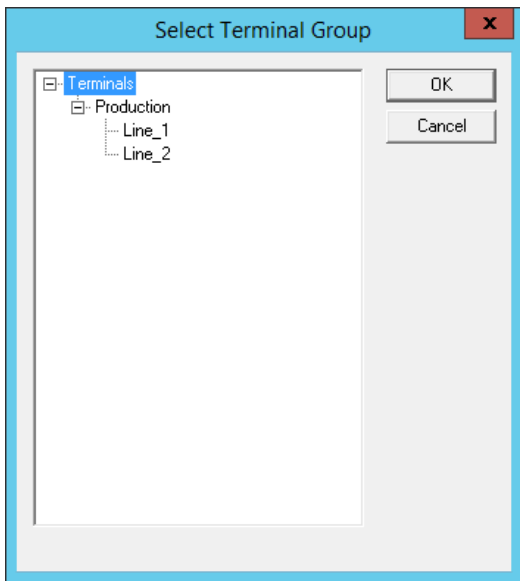 Select Terminal Group
x
Terminals
OK
Production
Cancel
Line_1
Line_2